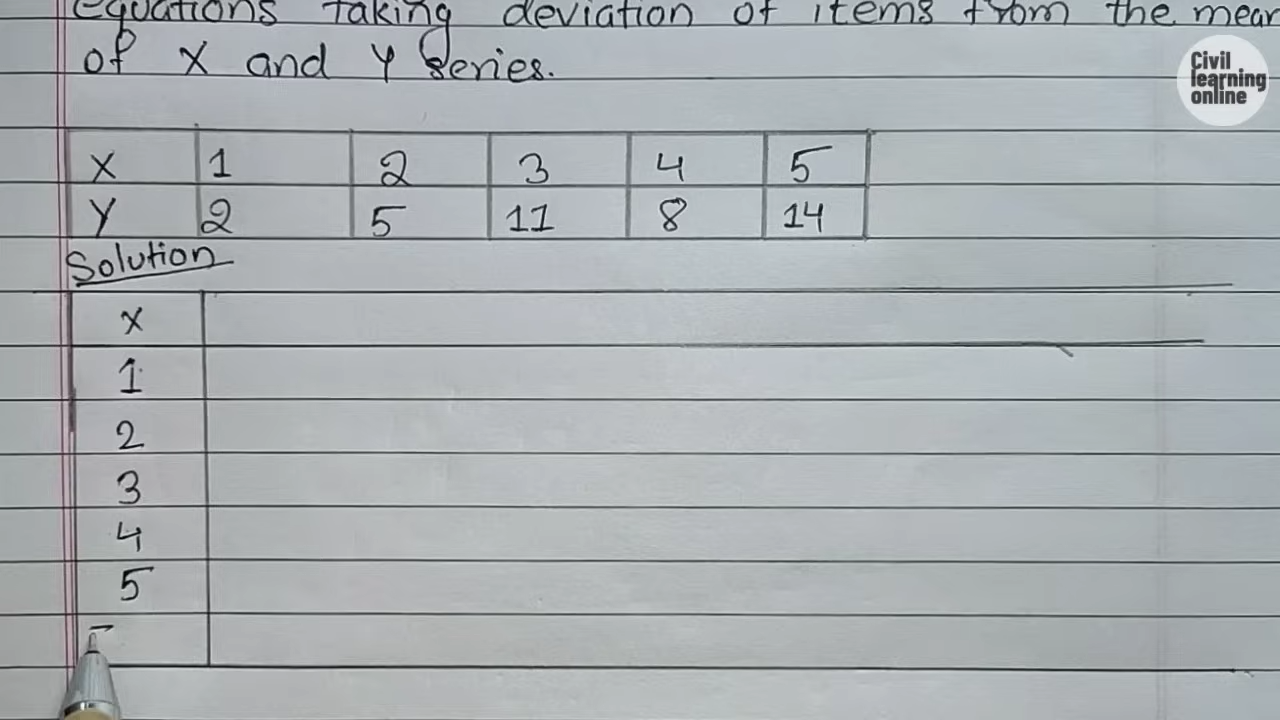 equations taking deviation of items from the mean
of X and Y series.
Civil
learning
online
X 1 2 3 4 5
Y 2 5 11 8 14
Solution
X
1
2
3
4
5